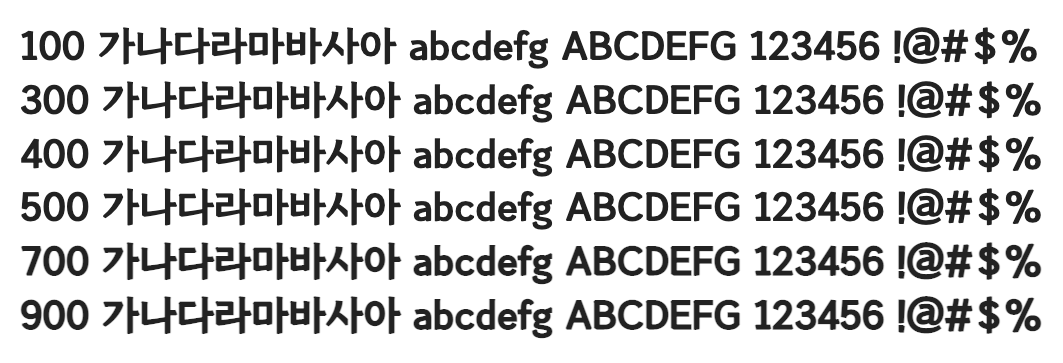 100 가나다라마바사아 abcdefg ABCDEFG 123456 !@#$%
300 가나다라마바사아 abcdefg ABCDEFG 123456 !@#$%
400 가나다라마바사아 abcdefg ABCDEFG 123456 !@#$%
500 가나다라마바사아 abcdefg ABCDEFG 123456 !@#$%
700 가나다라마바사아 abcdefg ABCDEFG 123456 !@#$%
900 가나다라마바사아 abcdefg ABCDEFG 123456 !@#$%